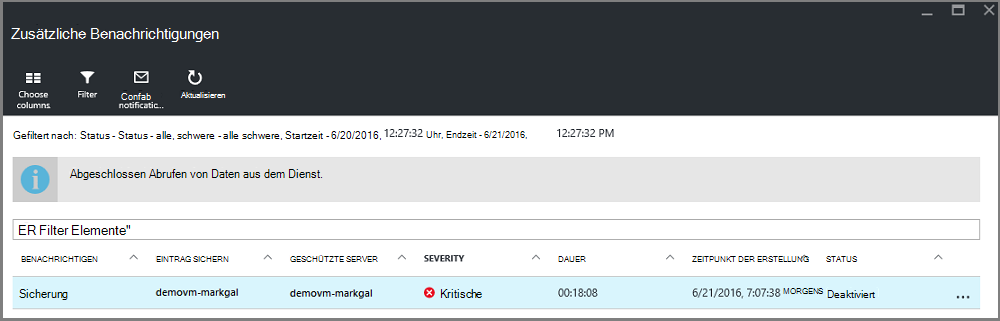 Zusätzliche Benachrichtigungen
Choose columns Filter Confab notificatic... Aktualisieren
Gefiltert nach: Status - Status - alle, schwere - alle schwere, Startzeit - 6/20/2016, 12:27:32 Uhr, Endzeit - 6/21/2016, 12:27:32 PM
Abgeschlossen Abrufen von Daten aus dem Dienst.
ER Filter Elemente"
BENACHRICHTIGEN EINTRAG SICHERN GESCHÜTZTE SERVER SEVERITY DAUER ZEITPUNKT DER ERSTELLUNG STATUS
Sicherung demovm-markgal demovm-markgal Kritische 00:18:08 6/21/2016, 7:07:38 MORGENS Deaktiviert ...